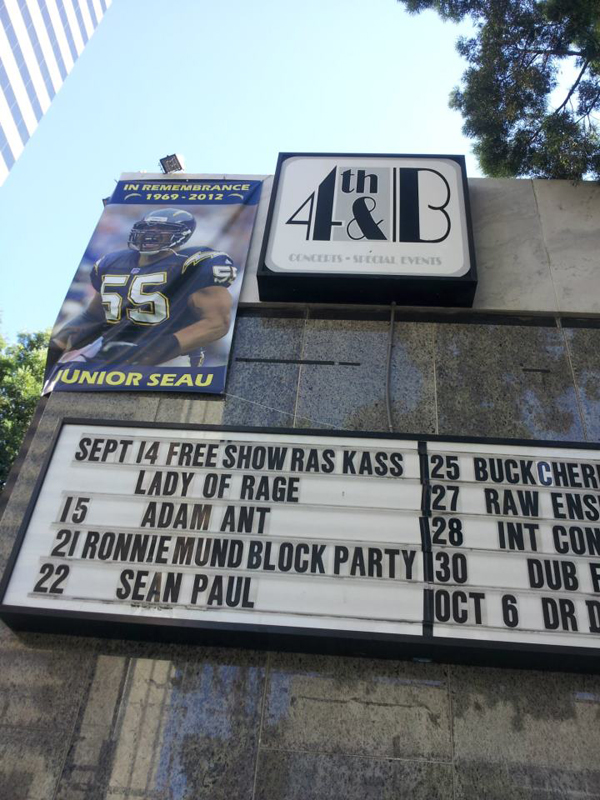 IN REMEMBRANCE
1969 - 2012
55
55
JUNIOR SEAU
4th & B
CONCERTS • SPECIAL EVENTS
SEPT 14 FREE SHOW RAS KASS
LADY OF RAGE
15 ADAM ANT
21 RONNIE MUND BLOCK PARTY
22 SEAN PAUL
25 BUCKCHER
27 RAW ENS
28 INT CON
30 DUB F
OCT 6 DR D